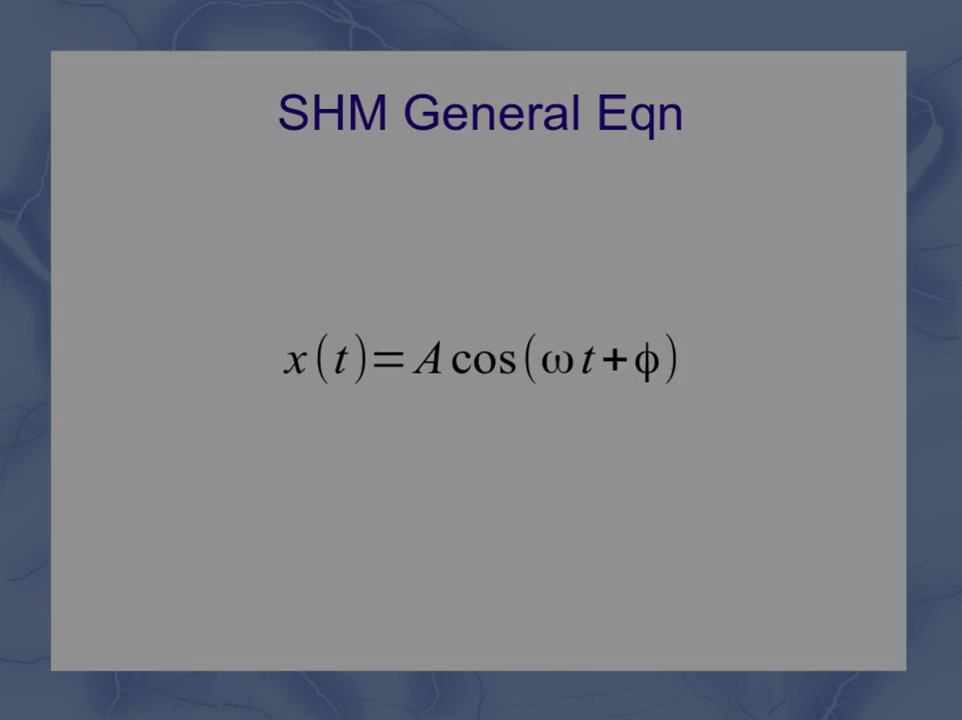 SHM General Eqn
x(t)=A cos(ωt+ϕ)